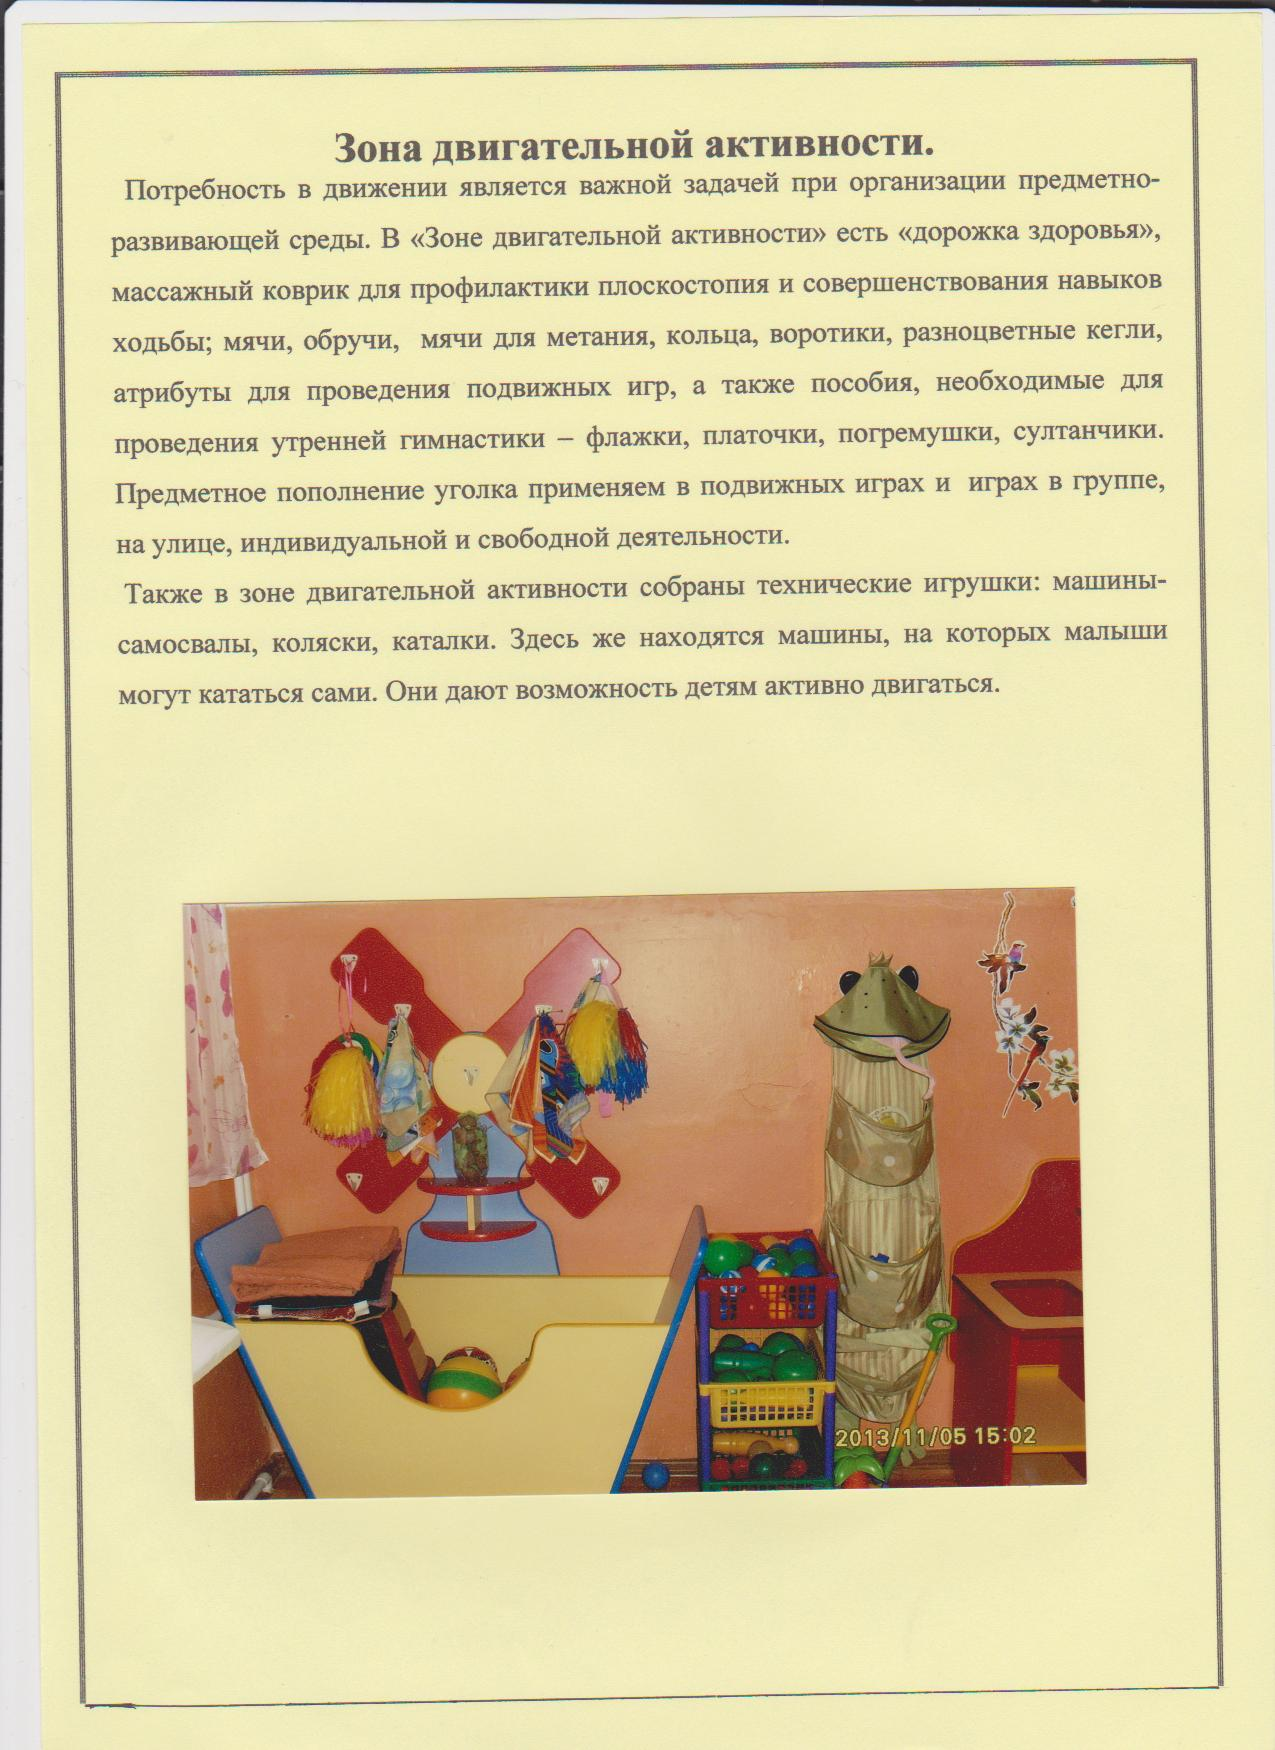 Зона двигательной активности.
Потребность в движении является важной задачей при организации предметно-
развивающей среды. В «Зоне двигательной активности» есть «дорожка здоровья»,
массажный коврик для профилактики плоскостопия и совершенствования навыков
ходьбы; мячи, обручи,  мячи для метания, кольца, воротики, разноцветные кегли,
атрибуты для проведения подвижных игр, а также пособия, необходимые для
проведения утренней гимнастики – флажки, платочки, погремушки, султанчики.
Предметное пополнение уголка применяем в подвижных играх и  играх в группе,
на улице, индивидуальной и свободной деятельности.
Также в зоне двигательной активности собраны технические игрушки: машины-
самосвалы, коляски, каталки. Здесь же находятся машины, на которых малыши
могут кататься сами. Они дают возможность детям активно двигаться.
2013/11/05 15:02